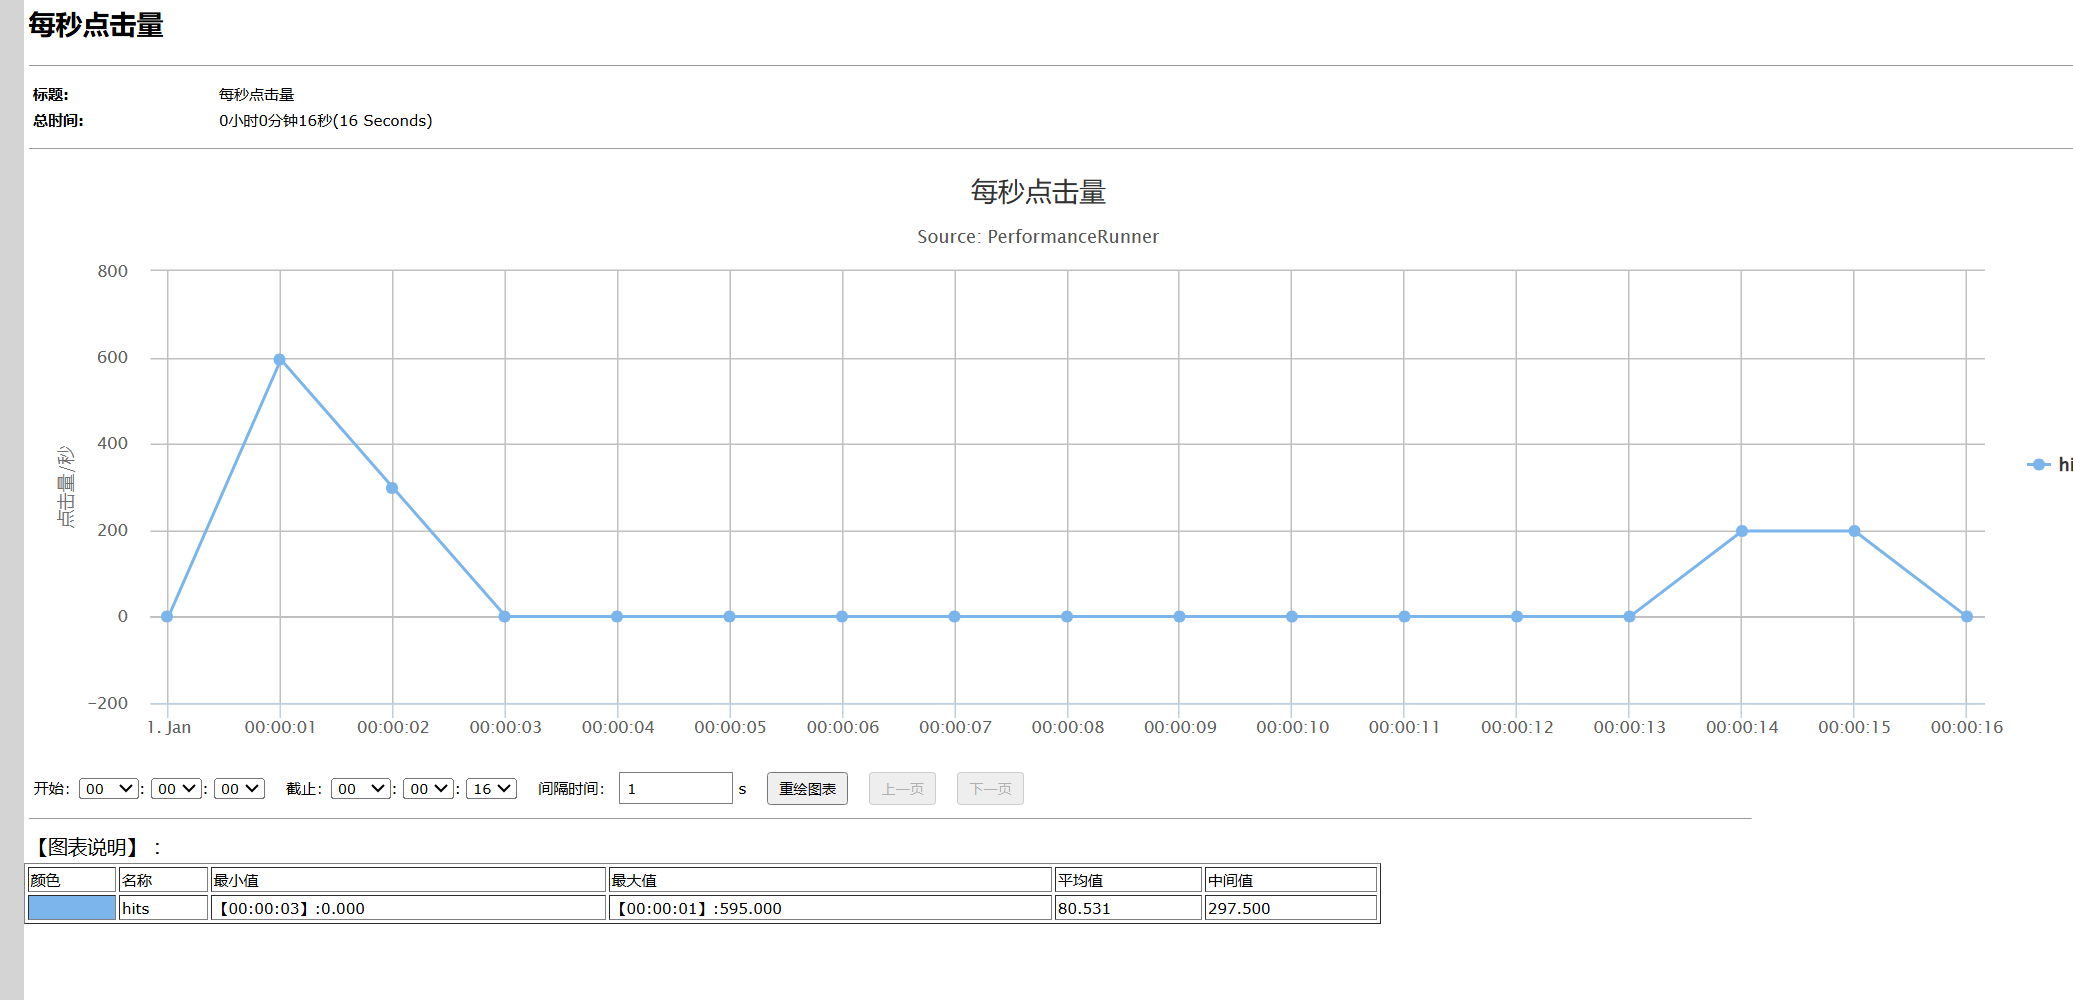 每秒点击量
标题: 每秒点击量
总时间: 0小时0分钟16秒(16 Seconds)
每秒点击量
Source: PerformanceRunner
点击量/秒
800
600
400
200
0
-200
hi
1. Jan 00:00:01 00:00:02 00:00:03 00:00:04 00:00:05 00:00:06 00:00:07 00:00:08 00:00:09 00:00:10 00:00:11 00:00:12 00:00:13 00:00:14 00:00:15 00:00:16
开始: 00 : 00 : 00 截止: 00 : 00 : 16 间隔时间: 1 s 重绘图表 上一页 下一页
【图表说明】:
颜色 名称 最小值 最大值 平均值 中间值
hits 【00:00:03】:0.000 【00:00:01】:595.000 80.531 297.500